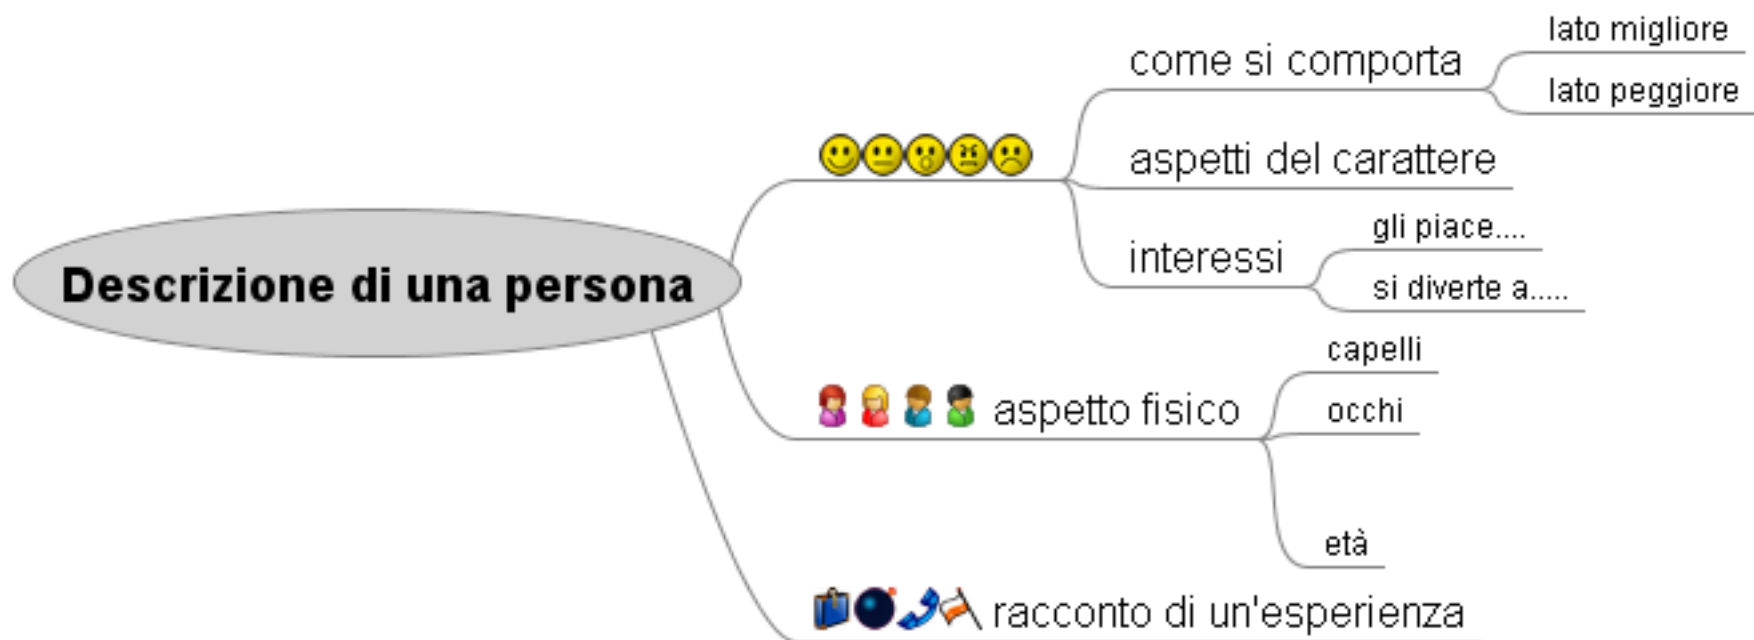 lato migliore
come si comporta
lato peggiore
aspetti del carattere
gli piace....
interessi
si diverte a.....
Descrizione di una persona
capelli
aspetto fisico
occhi
età
racconto di un'esperienza